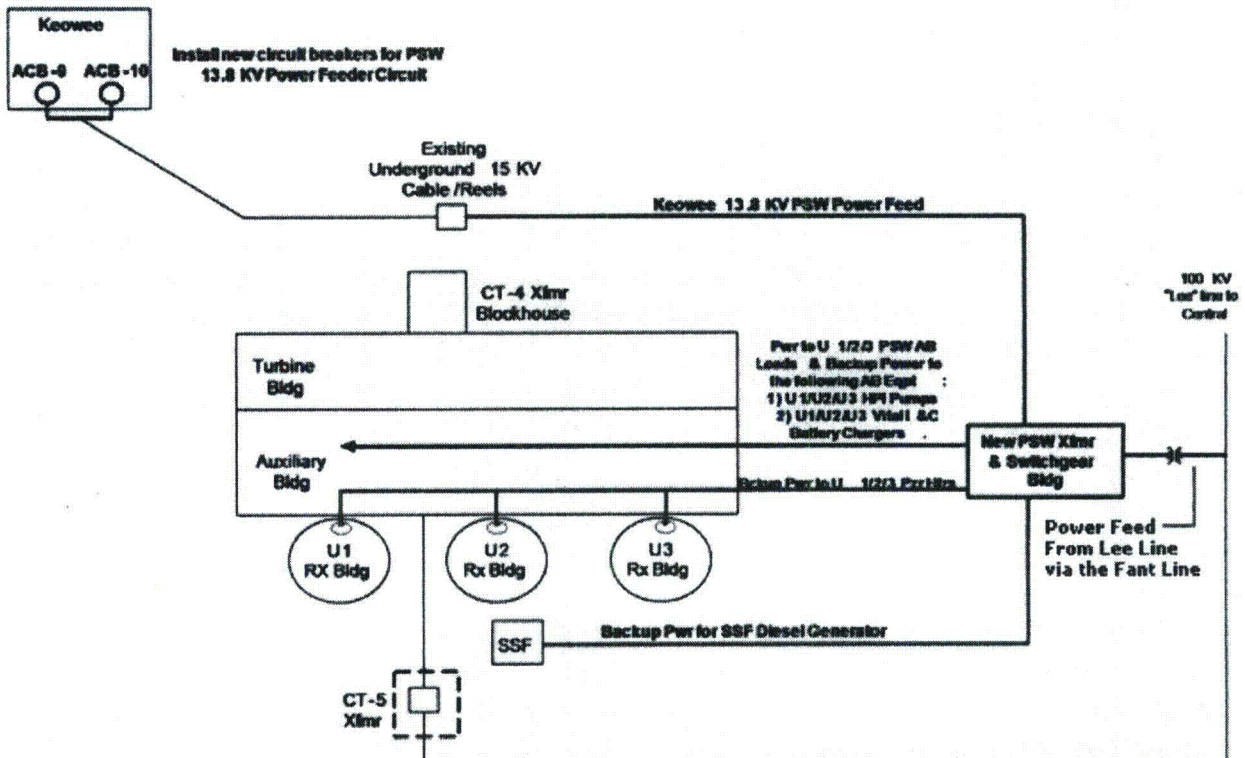 Keowee
ACB-9 ACB-10
Install new circuit breakers for PSW
13.8 KV Power Feeder Circuit
Existing
Underground 15 KV
Cable /Reels
Keowee 13.8 KV PSW Power Feed
CT-4 Xfmr
Blockhouse
100 KV
"Lee" line to
Central
Turbine
Bldg
Pwr to U 1/2/3 PSW AB
Loads & Backup Power to
the following AB Eqpt :
1) U1/U2/U3 HPI Pumps
2) U1/U2/U3 Vital I &C
Battery Chargers .
Auxiliary
Bldg
New PSW Xfmr
& Switchgear
Bldg
Bckup Pwr to U 1/2/3 Pzr Htrs
Power Feed
From Lee Line
via the Fant Line
U1
RX Bldg
U2
Rx Bldg
U3
Rx Bldg
SSF
Backup Pwr for SSF Diesel Generator
CT-5
Xfmr